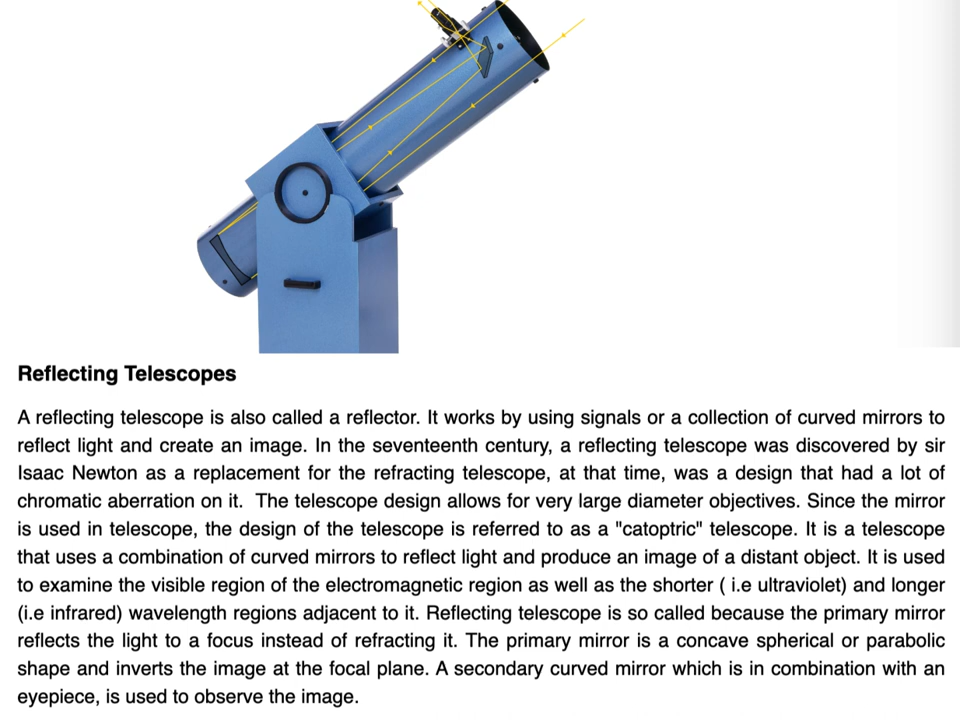 Reflecting Telescopes
A reflecting telescope is also called a reflector. It works by using signals or a collection of curved mirrors to
reflect light and create an image. In the seventeenth century, a reflecting telescope was discovered by sir
Isaac Newton as a replacement for the refracting telescope, at that time, was a design that had a lot of
chromatic aberration on it.  The telescope design allows for very large diameter objectives. Since the mirror
is used in telescope, the design of the telescope is referred to as a "catoptric" telescope. It is a telescope
that uses a combination of curved mirrors to reflect light and produce an image of a distant object. It is used
to examine the visible region of the electromagnetic region as well as the shorter ( i.e ultraviolet) and longer
(i.e infrared) wavelength regions adjacent to it. Reflecting telescope is so called because the primary mirror
reflects the light to a focus instead of refracting it. The primary mirror is a concave spherical or parabolic
shape and inverts the image at the focal plane. A secondary curved mirror which is in combination with an
eyepiece, is used to observe the image.